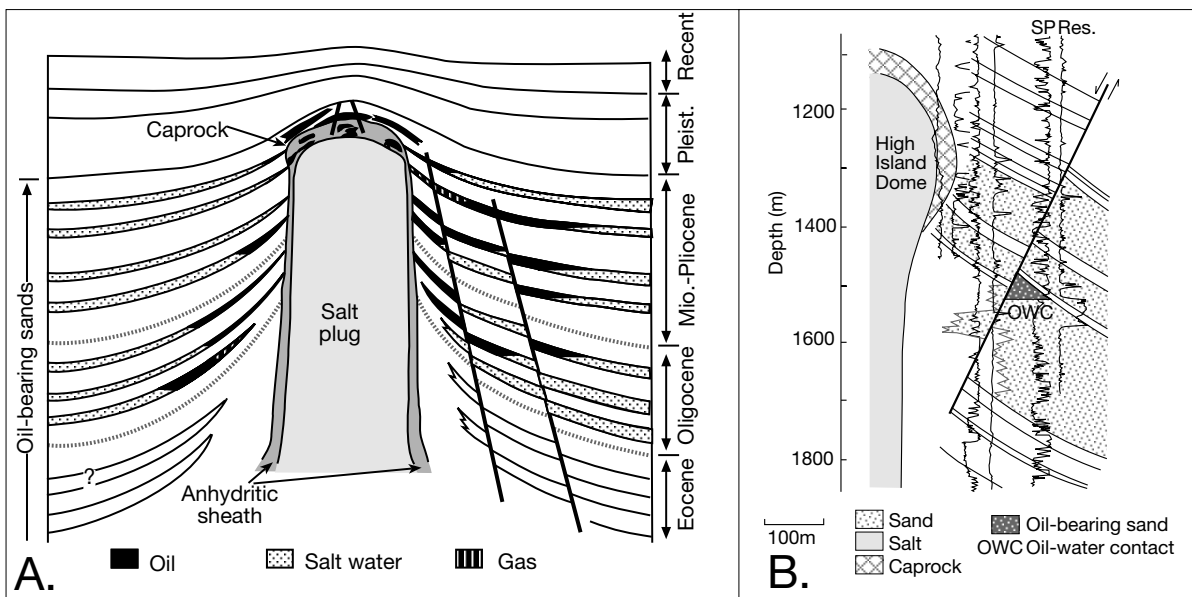 A.
Caprock
Salt
plug
Anhydritic
sheath
?
Oil-bearing sands
Recent
Pleist.
Mio.-Pliocene
Oligocene
Eocene
Oil
Salt water
Gas
B.
SP Res.
Depth (m)
1200
1400
1600
1800
High
Island
Dome
OWC
100m
Sand
Salt
Caprock
Oil-bearing sand
OWC Oil-water contact